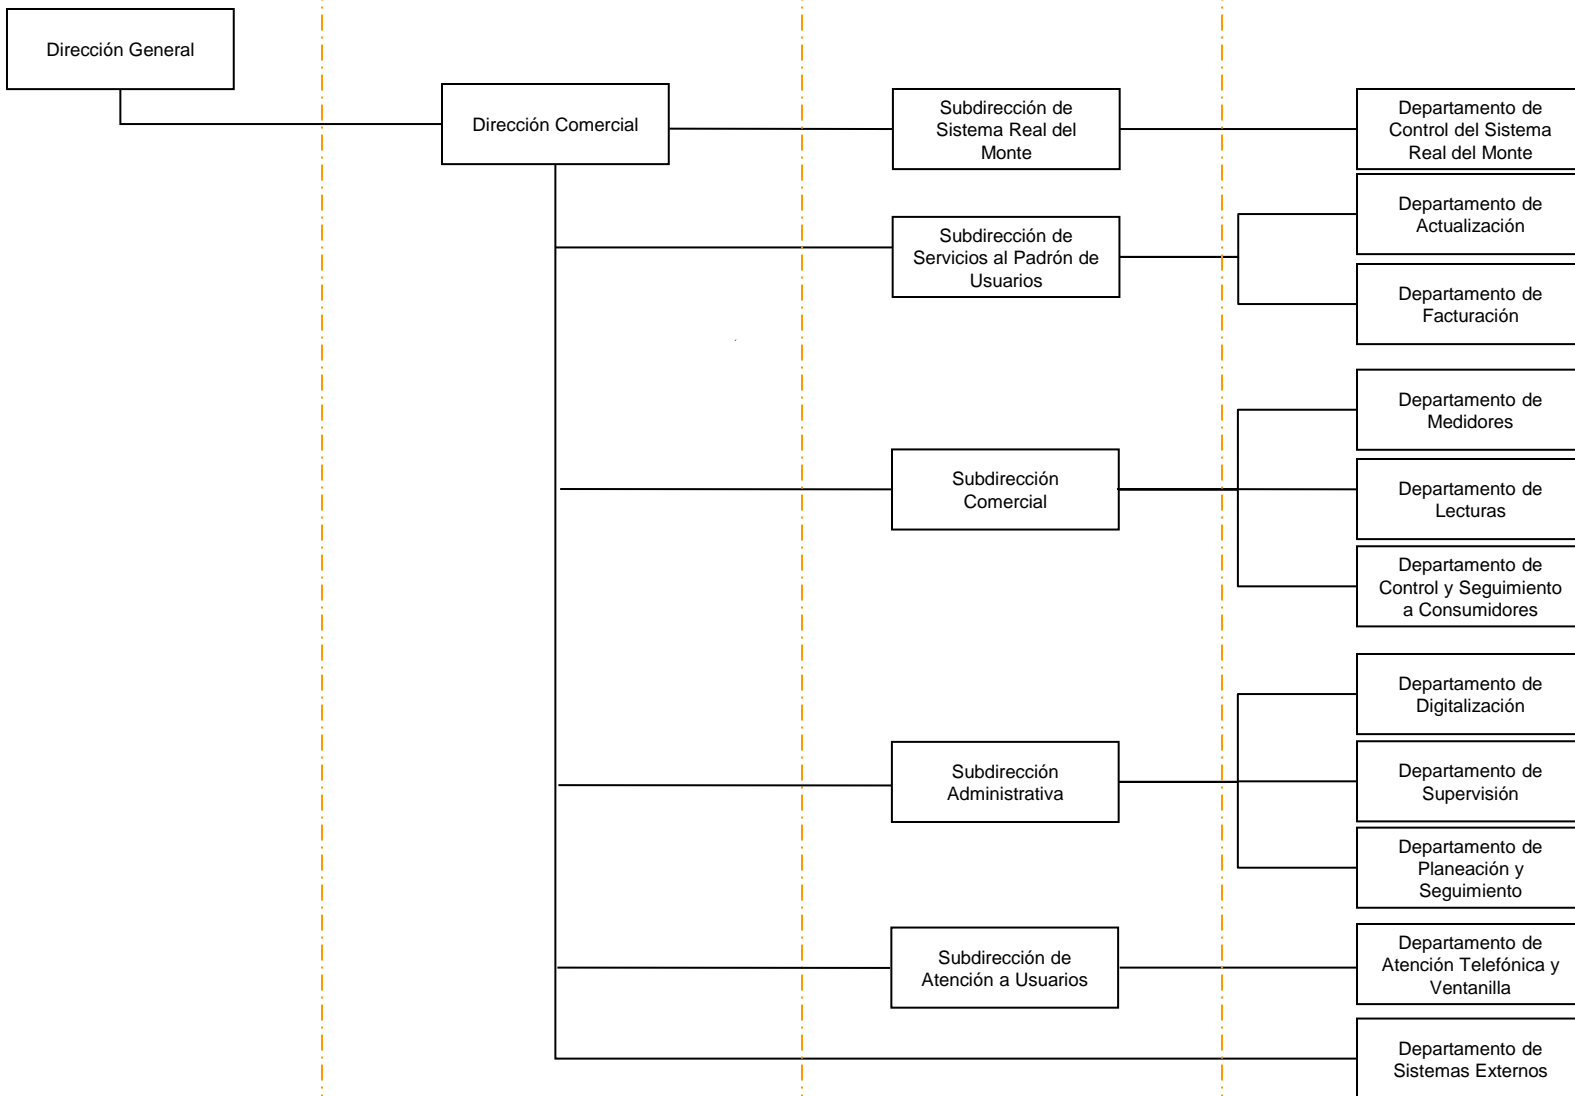 Dirección General
Dirección Comercial
Subdirección de
Sistema Real del
Monte
Departamento de
Control del Sistema
Real del Monte
Subdirección de
Servicios al Padrón de
Usuarios
Departamento de
Actualización
Departamento de
Facturación
Subdirección
Comercial
Departamento de
Medidores
Departamento de
Lecturas
Departamento de
Control y Seguimiento
a Consumidores
Subdirección
Administrativa
Departamento de
Digitalización
Departamento de
Supervisión
Departamento de
Planeación y
Seguimiento
Subdirección de
Atención a Usuarios
Departamento de
Atención Telefónica y
Ventanilla
Departamento de
Sistemas Externos